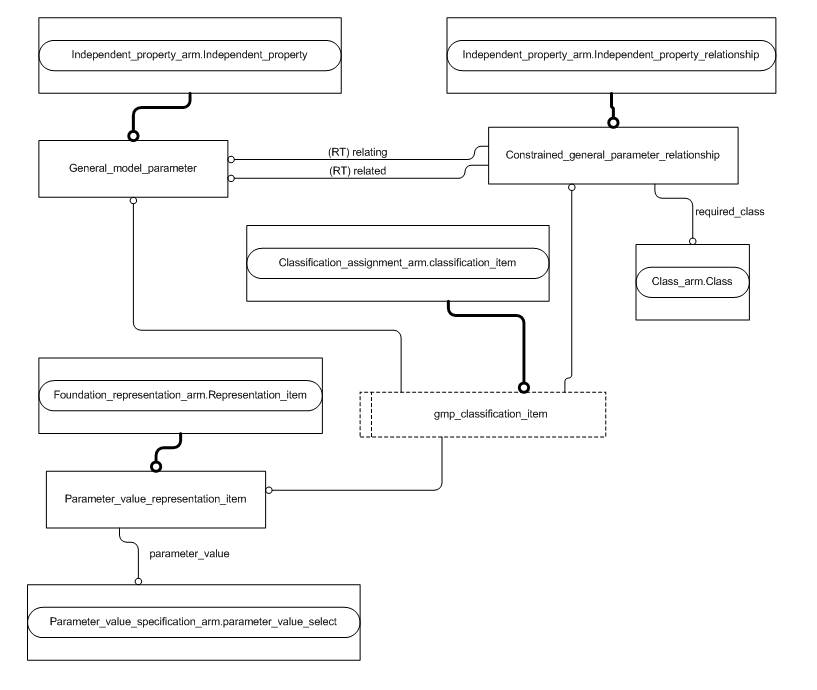 Independent_property_arm.Independent_property
Independent_property_arm.Independent_property_relationship
General_model_parameter
(RT) relating
(RT) related
Constrained_general_parameter_relationship
required_class
Classification_assignment_arm.classification_item
Class_arm.Class
Foundation_representation_arm.Representation_item
gmp_classification_item
Parameter_value_representation_item
parameter_value
Parameter_value_specification_arm.parameter_value_select